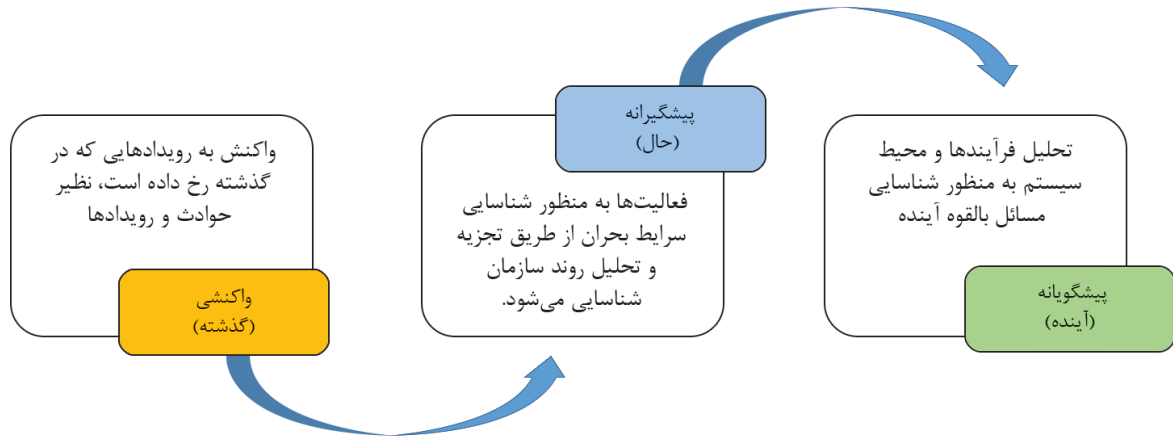 واکنش به رویدادهایی که در
گذشته رخ داده است، نظیر
حوادث و رویدادها
واکنشی
(گذشته)
پیشگیرانه
(حال)
فعالیت‌ها به منظور شناسایی
سرایط بحران از طریق تجزیه
و تحلیل روند سازمان
شناسایی می‌شود.
تحلیل فرآیندها و محیط
سیستم به منظور شناسایی
مسائل بالقوه آینده
پیشگویانه
(آینده)